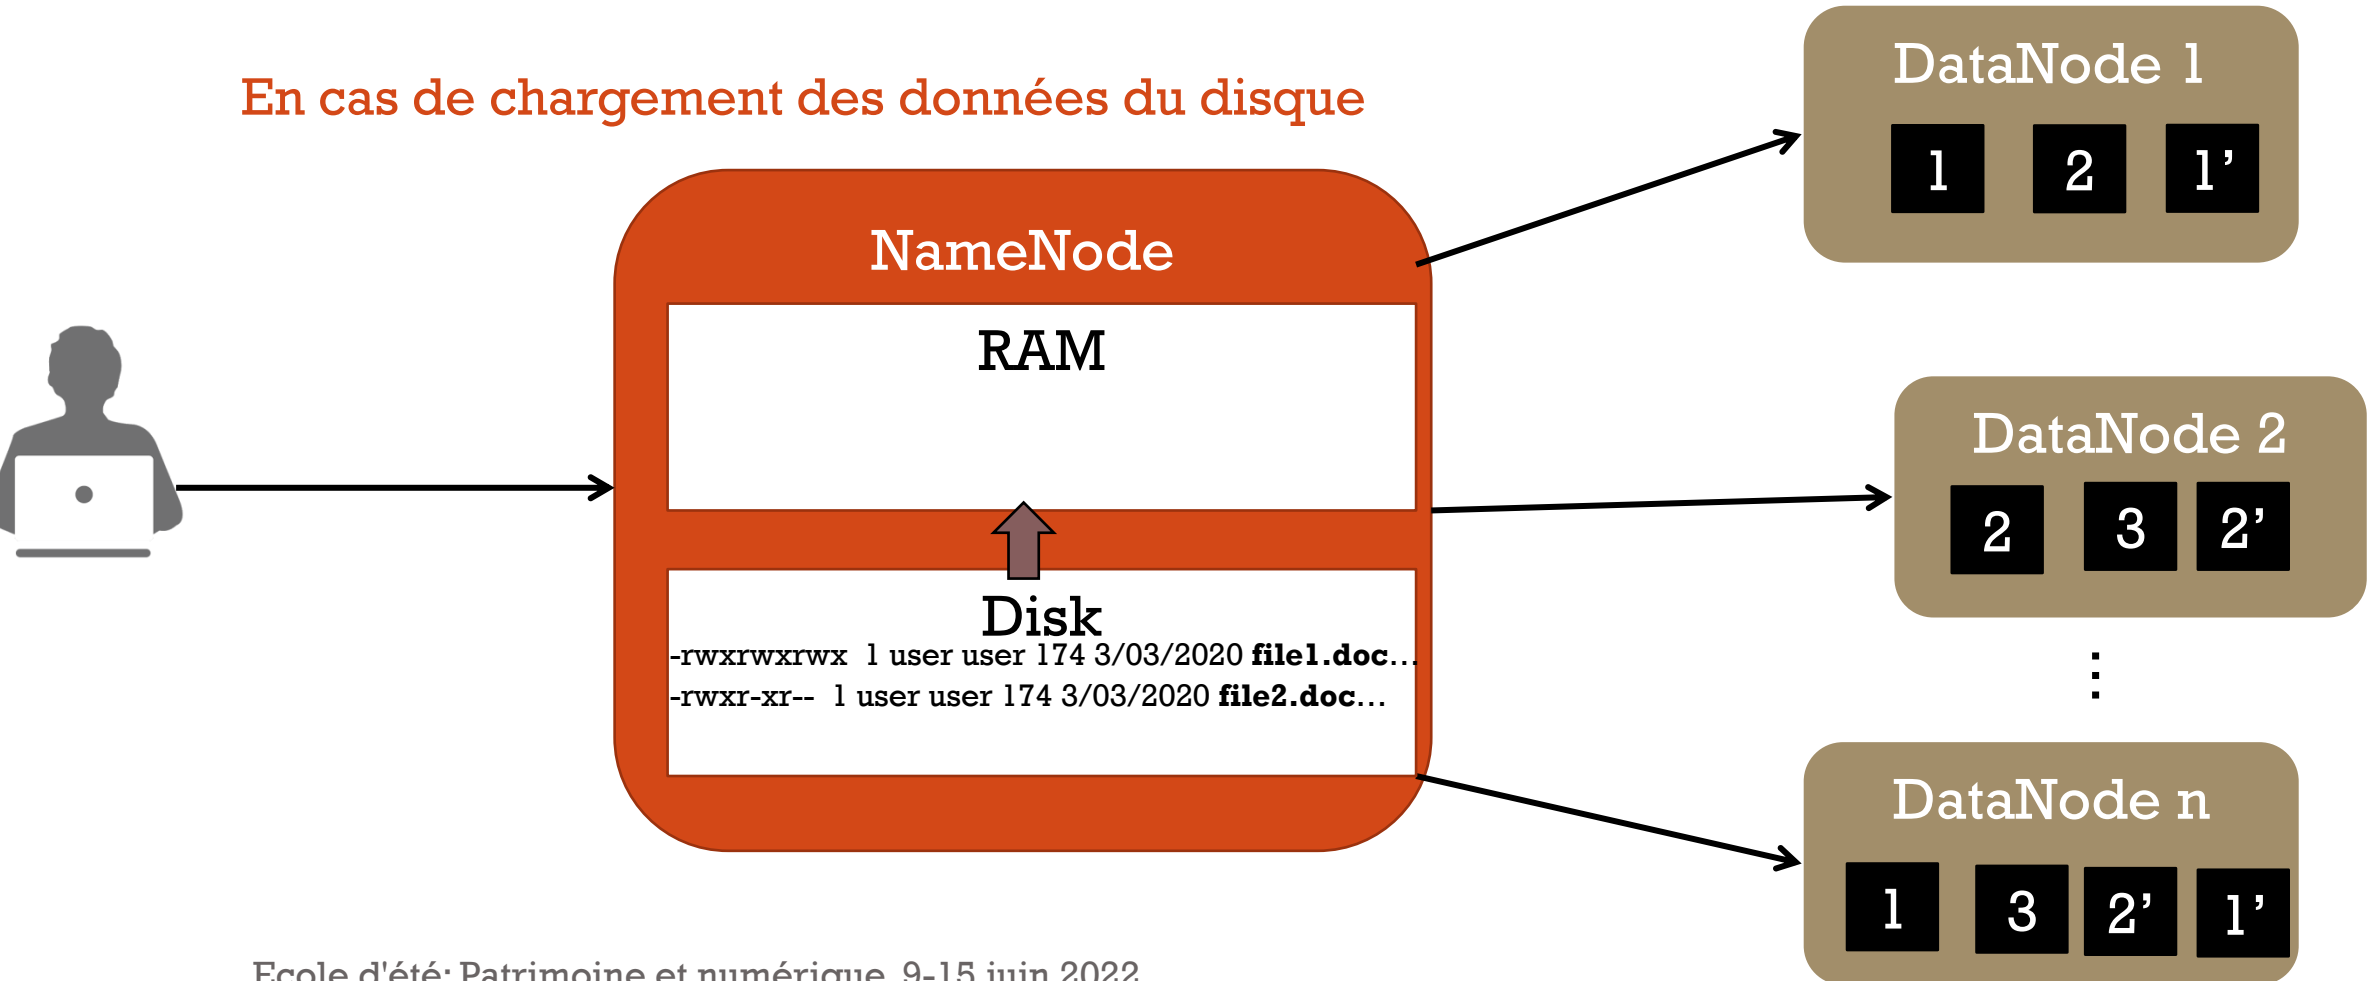 En cas de chargement des données du disque
NameNode
RAM
Disk
-rwxrwxrwx 1 user user 174 3/03/2020 file1.doc...
-rwxr-xr-- 1 user user 174 3/03/2020 file2.doc...
DataNode 1
1 2 1’
DataNode 2
2 3 2’
⋮
DataNode n
1 3 2’ 1’
Ecole d'été: Patrimoine et numérique 9-15 juin 2022